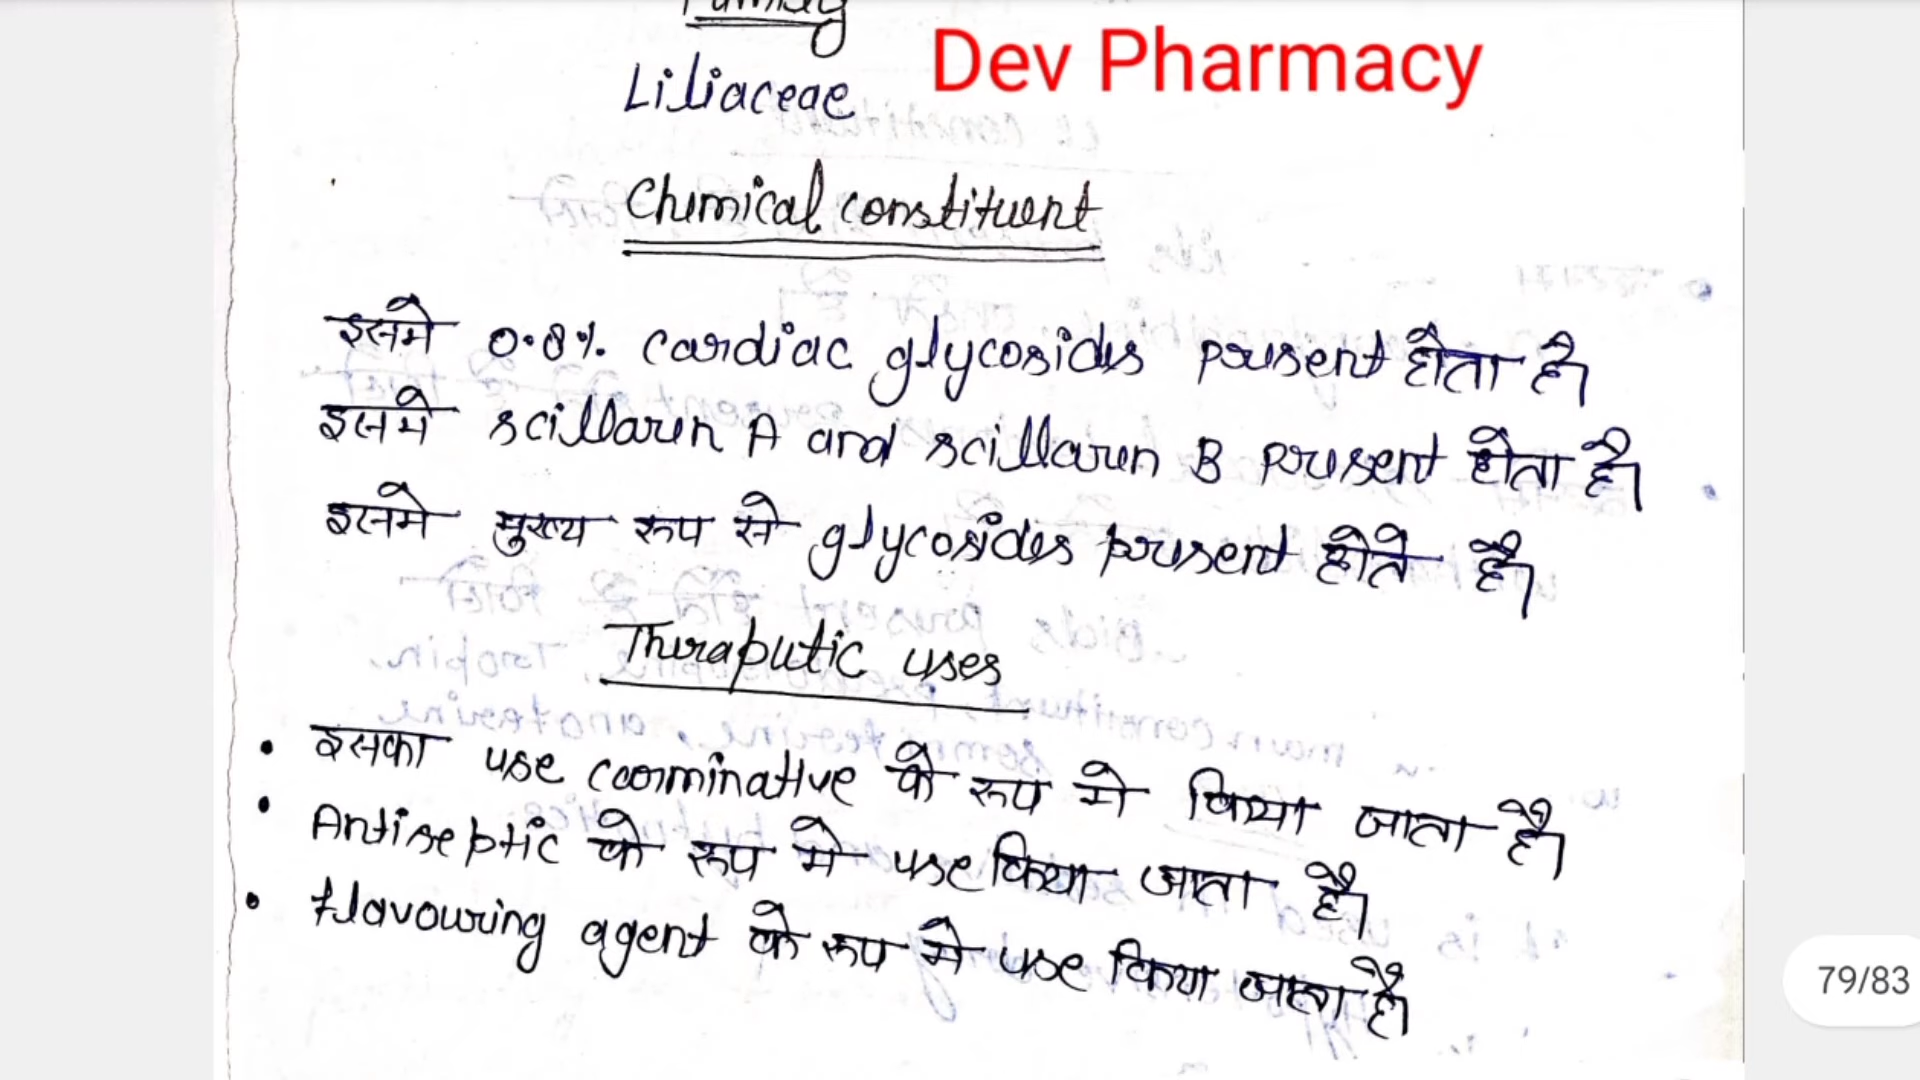 Family
Dev Pharmacy
Liliaceae
Chemical constituent
इसमे 0.8% cardiac glycosides present होता है।
इसमे scillaren A and scillaren B present होता है।
इसमे मुख्य रूप से glycosides present होते है।
Theraputic uses
• इसका use carminative के रूप मे किया जाता है।
• Antiseptic के रूप मे use किया जाता है।
• flavouring agent के रूप मे use किया जाता है।
79/83